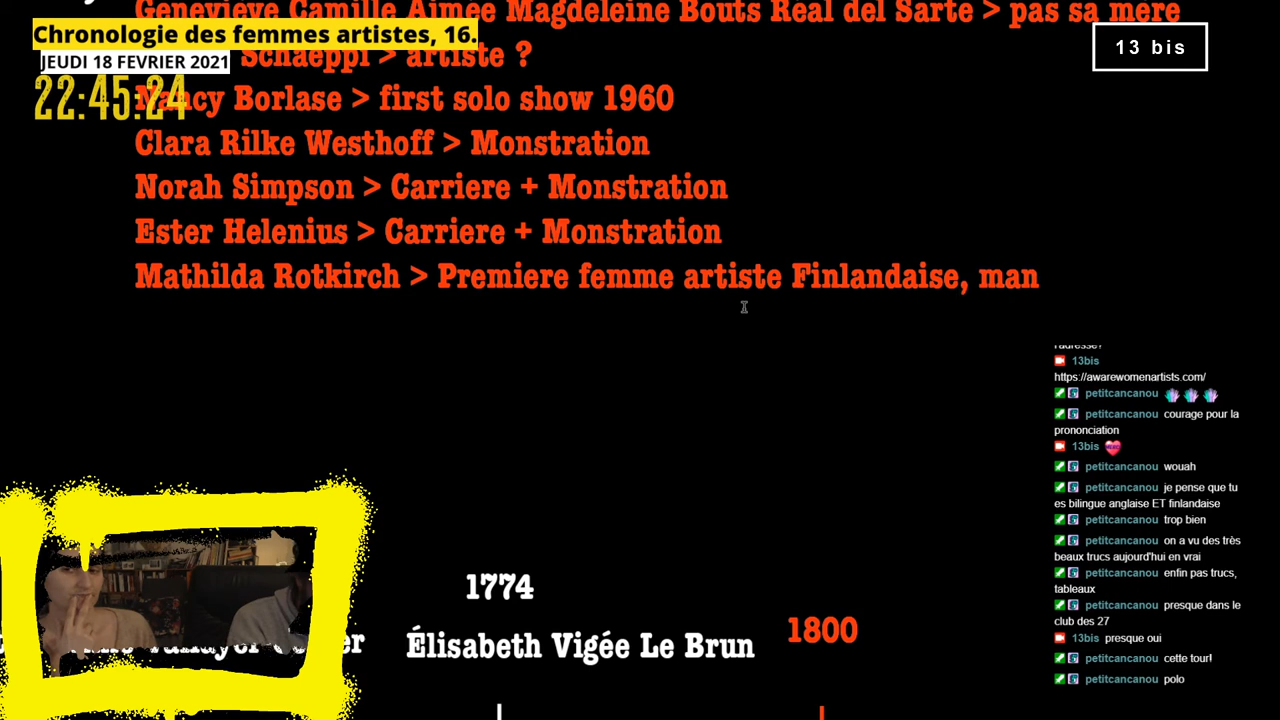 Geneviève Camille Aimée Magdeleine Bouts Réal del Sarte > pas sa mère
Chronologie des femmes artistes, 16.
13 bis
JEUDI 18 FEVRIER 2021
Schaeppi > artiste ?
22:45:24
Nancy Borlase > first solo show 1960
Clara Rilke Westhoff > Monstration
Norah Simpson > Carriere + Monstration
Ester Helenius > Carriere + Monstration
Mathilda Rotkirch > Premiere femme artiste Finlandaise, man
l'adresse?
13bis
https://awarewomenartists.com/
petitcancanou
petitcancanou courage pour la
prononciation
13bis
petitcancanou wouah
petitcancanou je pense que tu
es bilingue anglaise ET finlandaise
petitcancanou trop bien
petitcancanou on a vu des très
beaux trucs aujourd'hui en vrai
petitcancanou enfin pas trucs,
tableaux
petitcancanou presque dans le
club des 27
13bis presque oui
petitcancanou cette tour!
petitcancanou polo
1774
1800
Élisabeth Vigée Le Brun